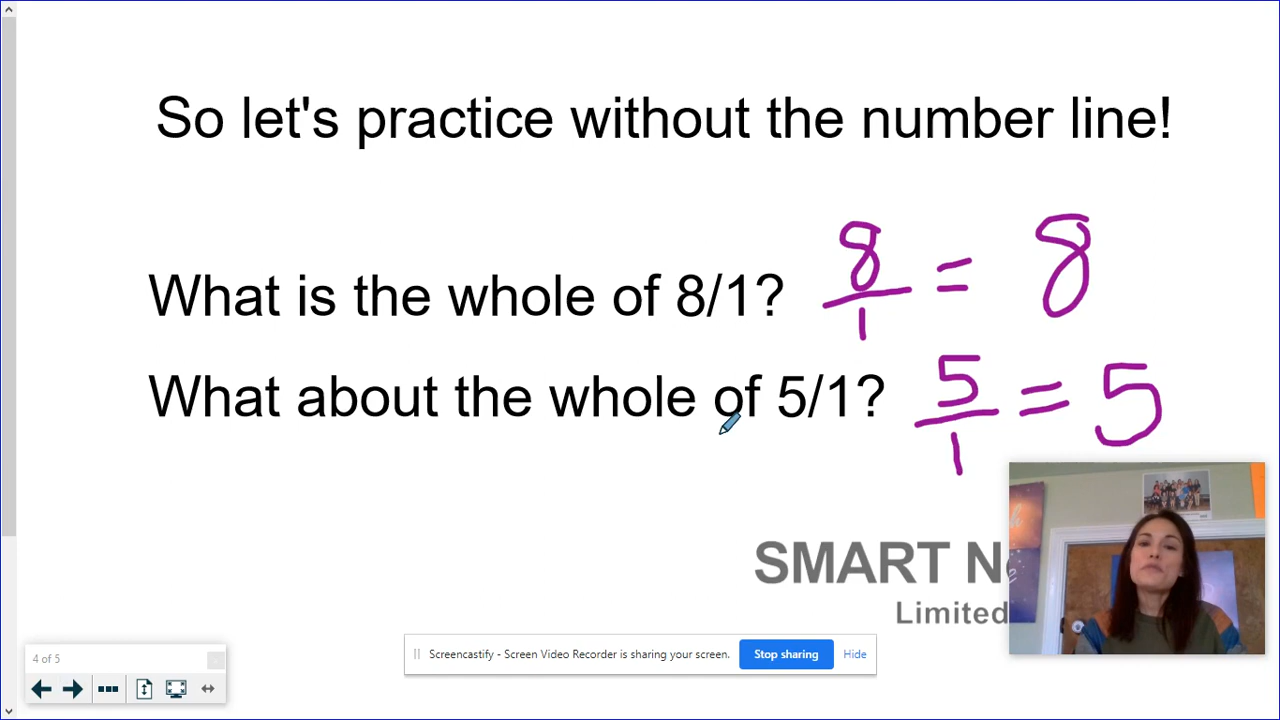 So let's practice without the number line!
What is the whole of 8/1? 8/1 = 8
What about the whole of 5/1? 5/1 = 5
SMART
Limited
4 of 5
Screencastify - Screen Video Recorder is sharing your screen. Stop sharing Hide